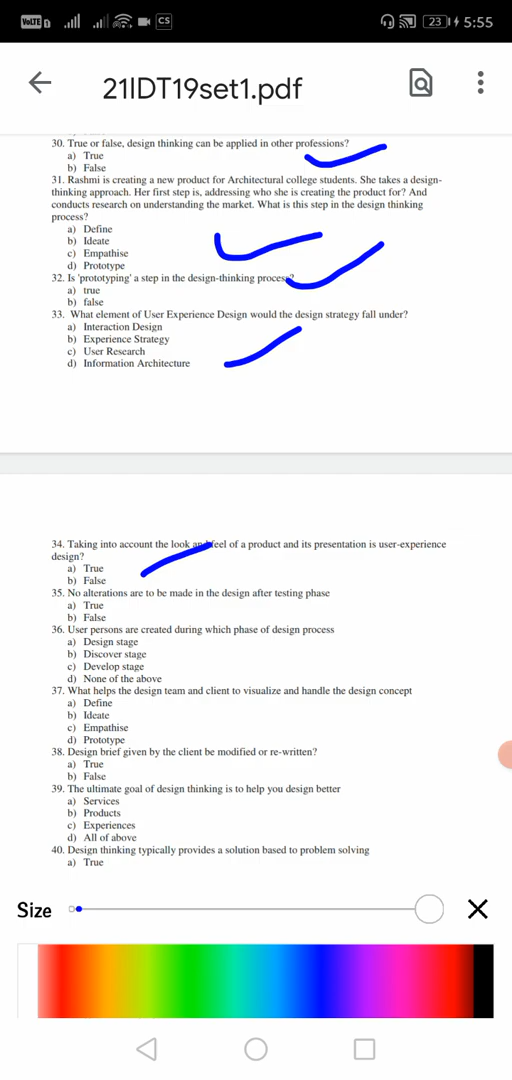 VoLTE
CS
23
5:55
21IDT19set1.pdf
30. True or false, design thinking can be applied in other professions?
a) True
b) False
31. Rashmi is creating a new product for Architectural college students. She takes a design-
thinking approach. Her first step is, addressing who she is creating the product for? And
conducts research on understanding the market. What is this step in the design thinking
process?
a) Define
b) Ideate
c) Empathise
d) Prototype
32. Is 'prototyping' a step in the design-thinking process?
a) true
b) false
33. What element of User Experience Design would the design strategy fall under?
a) Interaction Design
b) Experience Strategy
c) User Research
d) Information Architecture
34. Taking into account the look and feel of a product and its presentation is user-experience
design?
a) True
b) False
35. No alterations are to be made in the design after testing phase
a) True
b) False
36. User persons are created during which phase of design process
a) Design stage
b) Discover stage
c) Develop stage
d) None of the above
37. What helps the design team and client to visualize and handle the design concept
a) Define
b) Ideate
c) Empathise
d) Prototype
38. Design brief given by the client be modified or re-written?
a) True
b) False
39. The ultimate goal of design thinking is to help you design better
a) Services
b) Products
c) Experiences
d) All of above
40. Design thinking typically provides a solution based to problem solving
a) True
Size